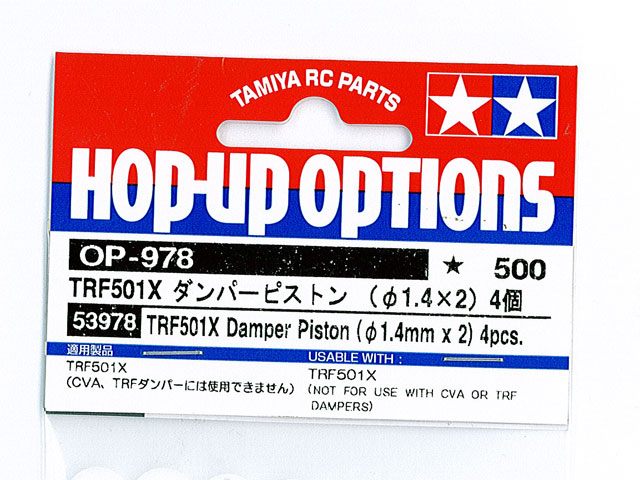 TAMIYA RC PARTS
HOP-UP OPTIONS
OP-978 ★ 500
TRF501X ダンパーピストン (φ1.4×2) 4個
53978 TRF501X Damper Piston (φ1.4mm x 2) 4pcs.
適用製品
TRF501X
(CVA、TRFダンパーには使用できません)
USABLE WITH :
TRF501X
(NOT FOR USE WITH CVA OR TRF
DAMPERS)